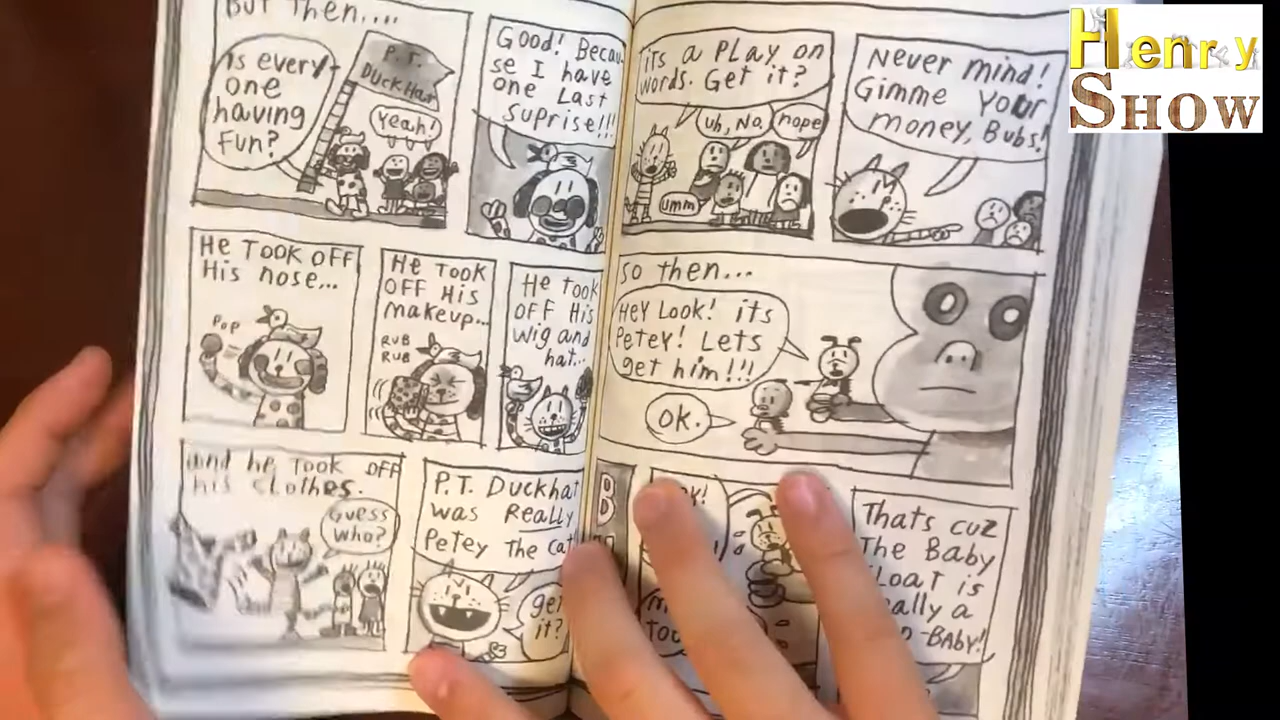 But Then....
is every-
one
having
Fun?
P.T.
DuckHat
Yeah!
Good! Becau-
se I have
one Last
Suprise!!!
He Took OFF
His nose...
Pop
He Took
OFF His
makeup...
RUB
RUB
He took
OFF His
wig and
hat...
and he Took OFF
his clothes.
Guess
who?
P.T. Duckhat
was Really
Petey The Cat
get
it?
its a PLay on
words. Get it?
uh, No,
nope
umm
Never mind!
Gimme your
money, Bubs!
so then...
HEY Look! its
Petey! Lets
get him!!!
OK.
B
Thats cuz
The Baby
is
a
-BABY!
Henry
SHOW